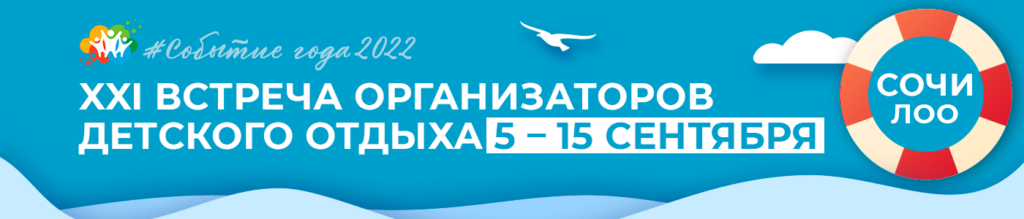 #Событие года 2022
XXI ВСТРЕЧА ОРГАНИЗАТОРОВ
ДЕТСКОГО ОТДЫХА 5 – 15 СЕНТЯБРЯ
СОЧИ
ЛОО